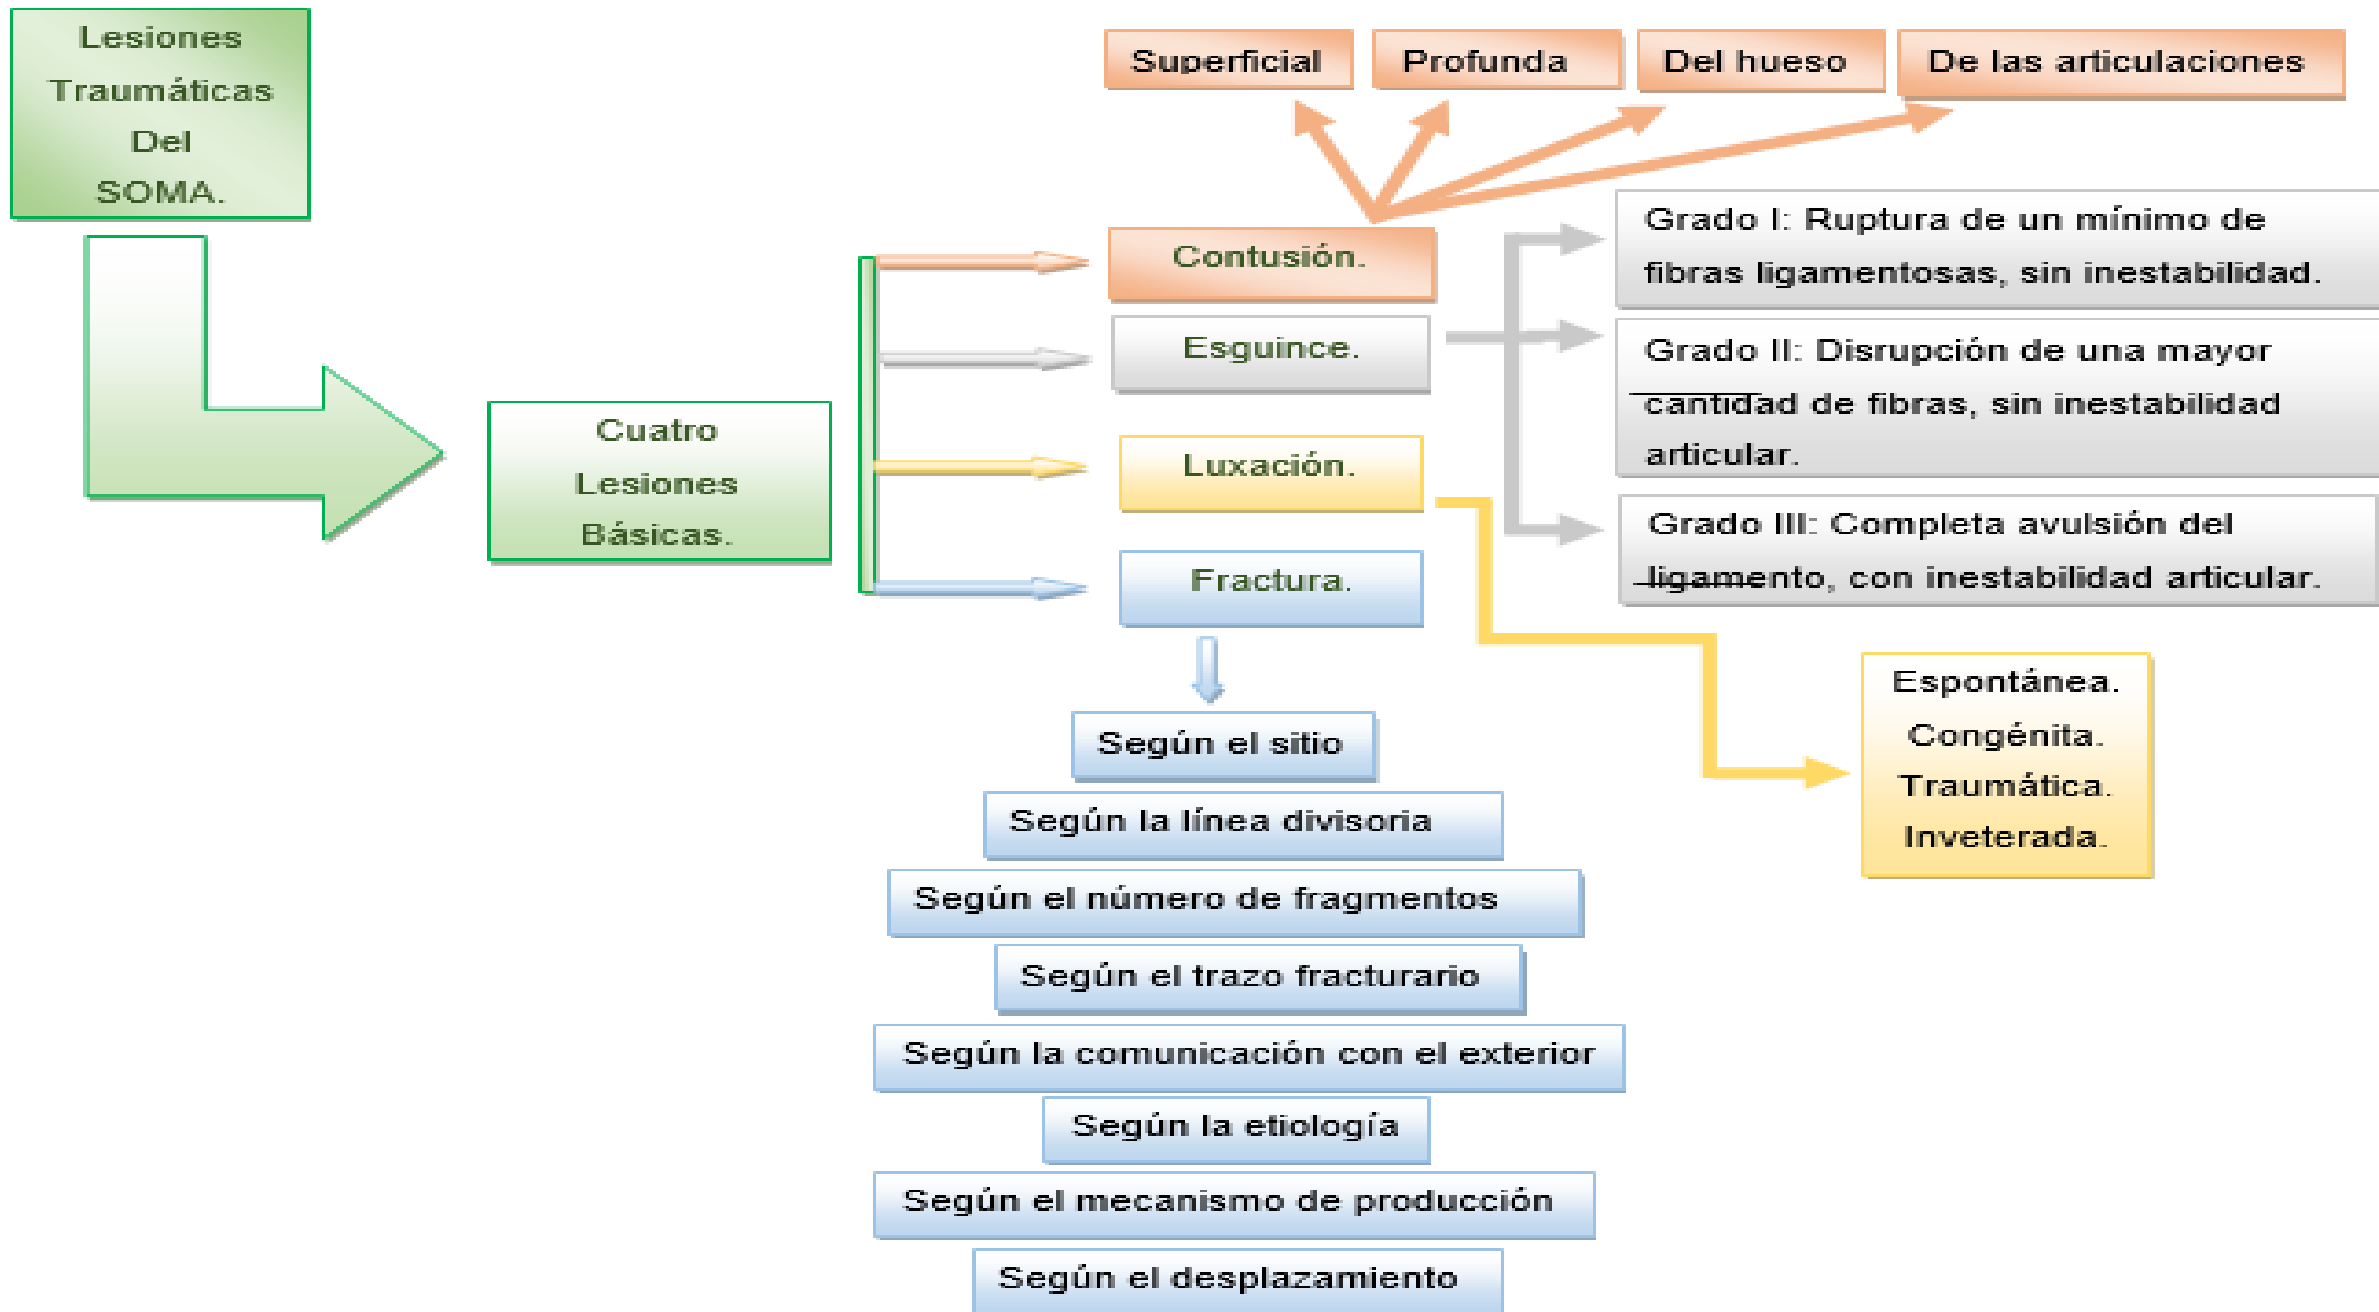 Lesiones
Traumáticas
Del
SOMA.
Superficial
Profunda
Del hueso
De las articulaciones
Cuatro
Lesiones
Básicas.
Contusión.
Esguince.
Luxación.
Fractura.
Grado I: Ruptura de un mínimo de
fibras ligamentosas, sin inestabilidad.
Grado II: Disrupción de una mayor
cantidad de fibras, sin inestabilidad
articular.
Grado III: Completa avulsión del
ligamento, con inestabilidad articular.
Espontánea.
Congénita.
Traumática.
Inveterada.
Según el sitio
Según la línea divisoria
Según el número de fragmentos
Según el trazo fracturario
Según la comunicación con el exterior
Según la etiología
Según el mecanismo de producción
Según el desplazamiento